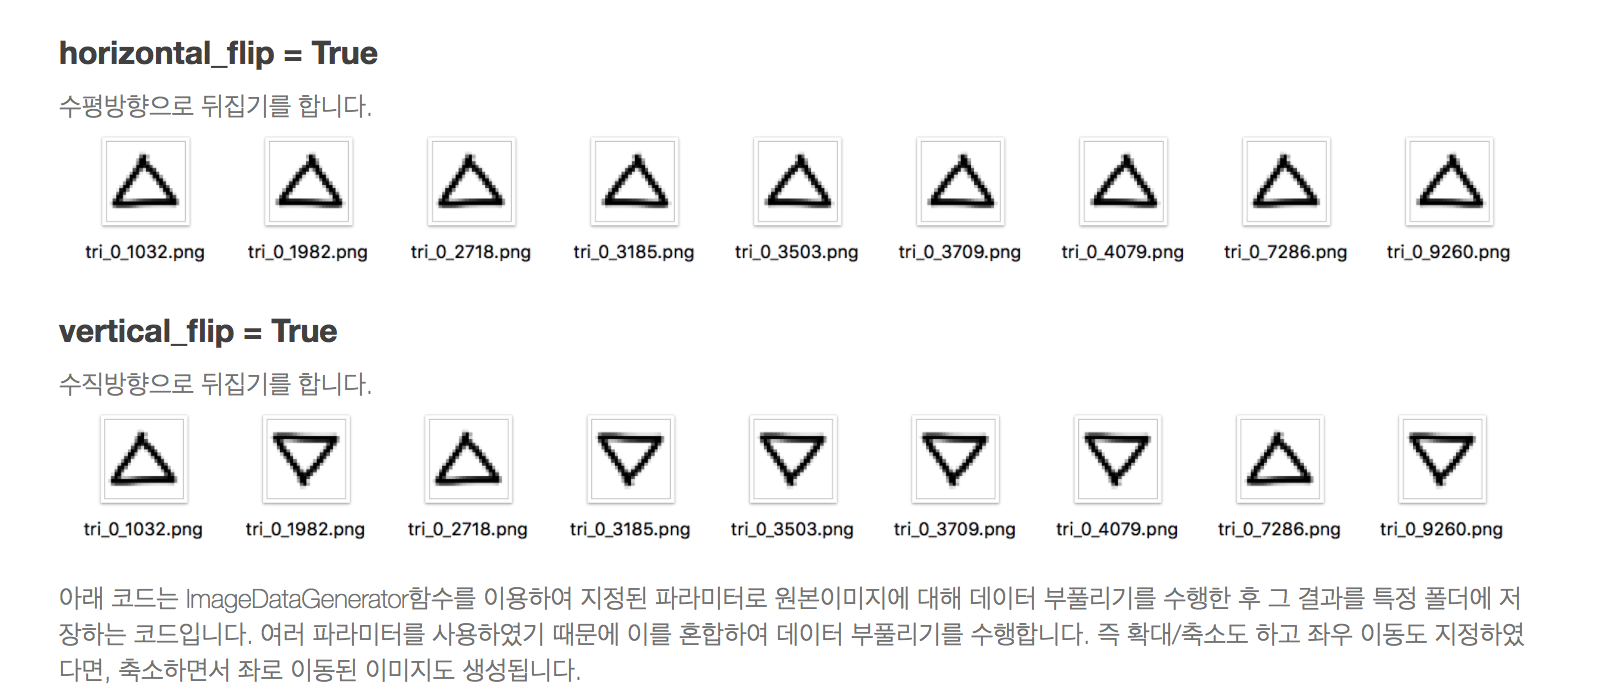 horizontal_flip = True
수평방향으로 뒤집기를 합니다.
tri_0_1032.png tri_0_1982.png tri_0_2718.png tri_0_3185.png tri_0_3503.png tri_0_3709.png tri_0_4079.png tri_0_7286.png tri_0_9260.png
vertical_flip = True
수직방향으로 뒤집기를 합니다.
tri_0_1032.png tri_0_1982.png tri_0_2718.png tri_0_3185.png tri_0_3503.png tri_0_3709.png tri_0_4079.png tri_0_7286.png tri_0_9260.png
아래 코드는 ImageDataGenerator함수를 이용하여 지정된 파라미터로 원본이미지에 대해 데이터 부풀리기를 수행한 후 그 결과를 특정 폴더에 저
장하는 코드입니다. 여러 파라미터를 사용하였기 때문에 이를 혼합하여 데이터 부풀리기를 수행합니다. 즉 확대/축소도 하고 좌우 이동도 지정하였
다면, 축소하면서 좌로 이동된 이미지도 생성됩니다.